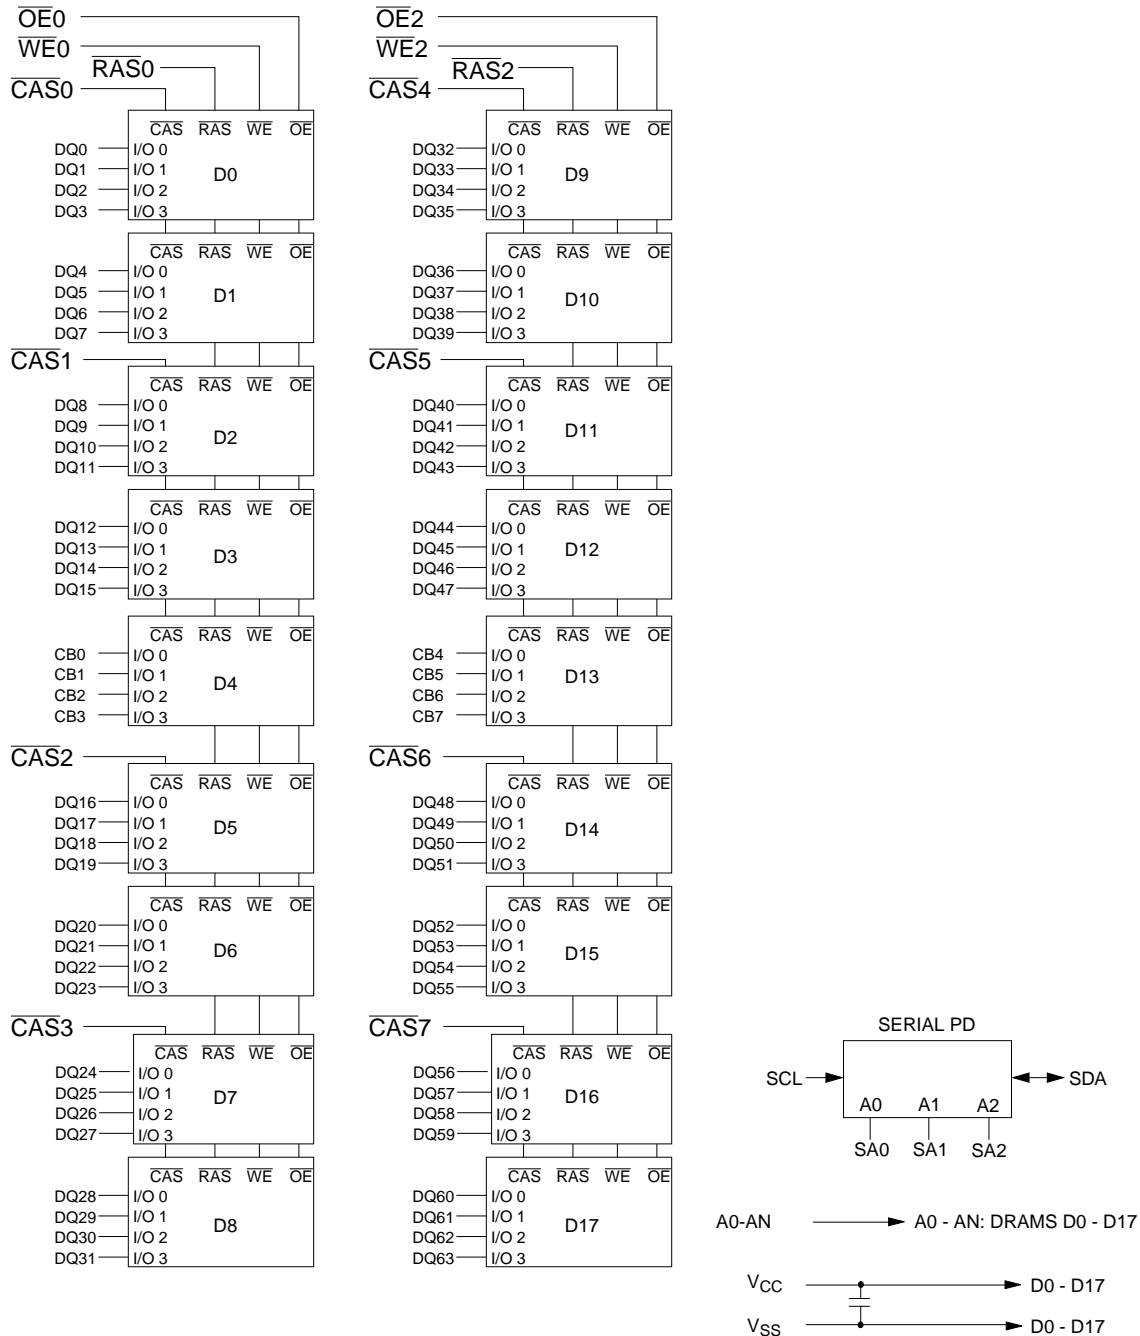 OE0
WE0
RAS0
CAS0
CAS RAS WE OE
DQ0 I/O 0
DQ1 I/O 1
DQ2 I/O 2
DQ3 I/O 3
D0
CAS RAS WE OE
DQ4 I/O 0
DQ5 I/O 1
DQ6 I/O 2
DQ7 I/O 3
D1
CAS1
CAS RAS WE OE
DQ8 I/O 0
DQ9 I/O 1
DQ10 I/O 2
DQ11 I/O 3
D2
CAS RAS WE OE
DQ12 I/O 0
DQ13 I/O 1
DQ14 I/O 2
DQ15 I/O 3
D3
CAS RAS WE OE
CB0 I/O 0
CB1 I/O 1
CB2 I/O 2
CB3 I/O 3
D4
CAS2
CAS RAS WE OE
DQ16 I/O 0
DQ17 I/O 1
DQ18 I/O 2
DQ19 I/O 3
D5
CAS RAS WE OE
DQ20 I/O 0
DQ21 I/O 1
DQ22 I/O 2
DQ23 I/O 3
D6
CAS3
CAS RAS WE OE
DQ24 I/O 0
DQ25 I/O 1
DQ26 I/O 2
DQ27 I/O 3
D7
CAS RAS WE OE
DQ28 I/O 0
DQ29 I/O 1
DQ30 I/O 2
DQ31 I/O 3
D8
OE2
WE2
RAS2
CAS4
CAS RAS WE OE
DQ32 I/O 0
DQ33 I/O 1
DQ34 I/O 2
DQ35 I/O 3
D9
CAS RAS WE OE
DQ36 I/O 0
DQ37 I/O 1
DQ38 I/O 2
DQ39 I/O 3
D10
CAS5
CAS RAS WE OE
DQ40 I/O 0
DQ41 I/O 1
DQ42 I/O 2
DQ43 I/O 3
D11
CAS RAS WE OE
DQ44 I/O 0
DQ45 I/O 1
DQ46 I/O 2
DQ47 I/O 3
D12
CAS RAS WE OE
CB4 I/O 0
CB5 I/O 1
CB6 I/O 2
CB7 I/O 3
D13
CAS6
CAS RAS WE OE
DQ48 I/O 0
DQ49 I/O 1
DQ50 I/O 2
DQ51 I/O 3
D14
CAS RAS WE OE
DQ52 I/O 0
DQ53 I/O 1
DQ54 I/O 2
DQ55 I/O 3
D15
CAS7
CAS RAS WE OE
DQ56 I/O 0
DQ57 I/O 1
DQ58 I/O 2
DQ59 I/O 3
D16
CAS RAS WE OE
DQ60 I/O 0
DQ61 I/O 1
DQ62 I/O 2
DQ63 I/O 3
D17
SERIAL PD
SCL SDA
A0 A1 A2
SA0 SA1 SA2
A0-AN A0 - AN: DRAMS D0 - D17
VCC D0 - D17
VSS D0 - D17